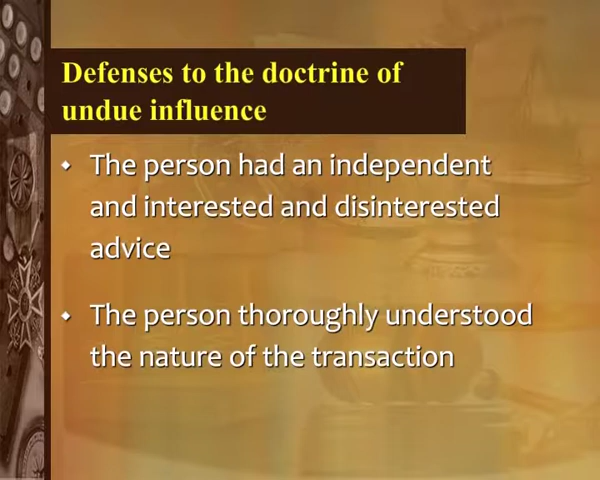 Defenses to the doctrine of
undue influence
The person had an independent
and interested and disinterested
advice
The person thoroughly understood
the nature of the transaction